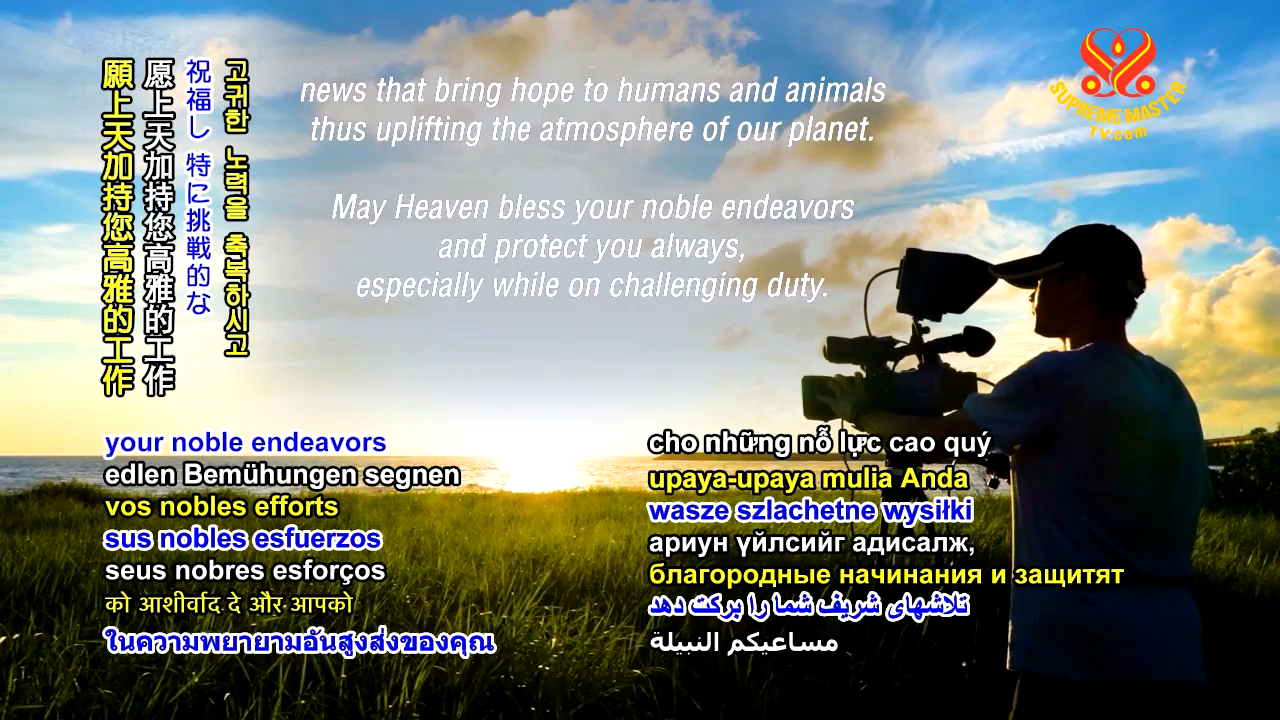 願上天加持您高雅的工作
愿上天加持您高雅的工作
祝福し 特に挑戦的な
고귀한 노력을 축복하시고
news that bring hope to humans and animals
thus uplifting the atmosphere of our planet.
May Heaven bless your noble endeavors
and protect you always,
especially while on challenging duty.
SUPREME MASTER
TV.com
your noble endeavors
edlen Bemühungen segnen
vos nobles efforts
sus nobles esfuerzos
seus nobres esforços
को आशीर्वाद दे और आपको
ในความพยายามอันสูงส่งของคุณ
cho những nỗ lực cao quý
upaya-upaya mulia Anda
wasze szlachetne wysiłki
ариун үйлсийг адисалж,
благородные начинания и защитят
تلاشهای شریف شما را برکت دهد
مساعيكم النبيلة